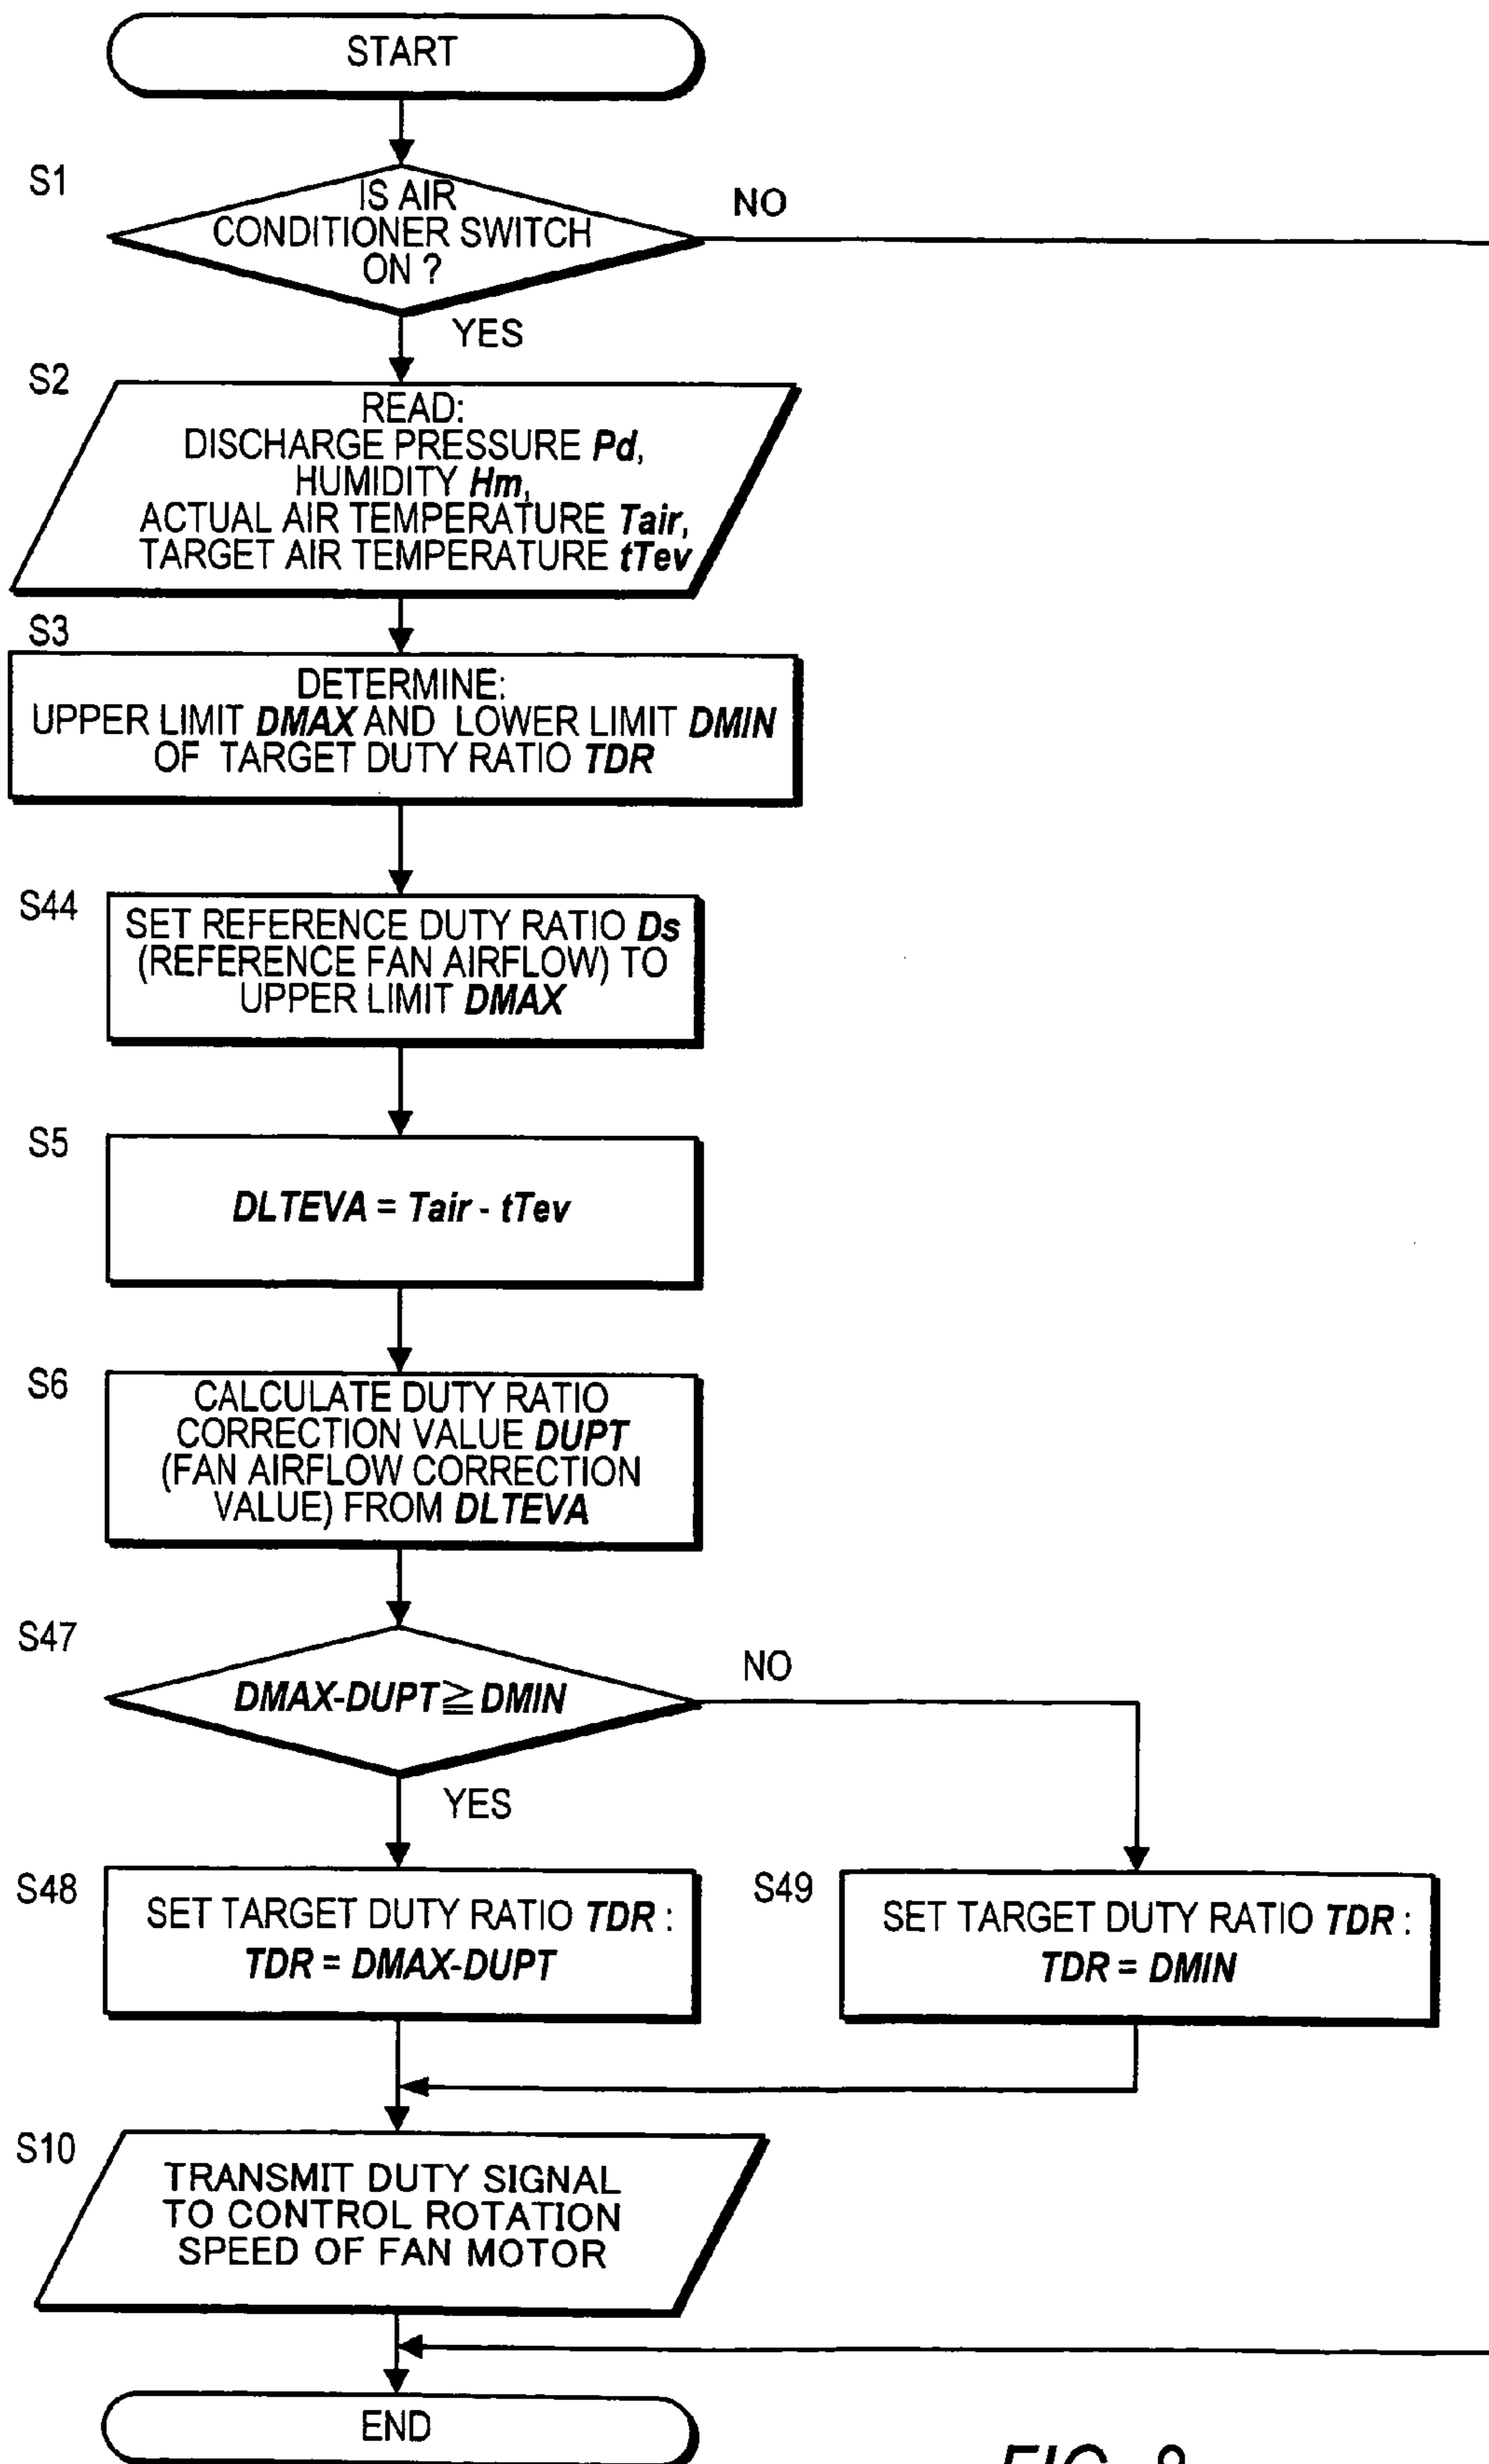 START
S1
IS AIR
CONDITIONER SWITCH
ON ?
NO
YES
S2
READ:
DISCHARGE PRESSURE Pd,
HUMIDITY Hm,
ACTUAL AIR TEMPERATURE Tair,
TARGET AIR TEMPERATURE tTev
S3
DETERMINE:
UPPER LIMIT DMAX AND LOWER LIMIT DMIN
OF TARGET DUTY RATIO TDR
S44
SET REFERENCE DUTY RATIO Ds
(REFERENCE FAN AIRFLOW) TO
UPPER LIMIT DMAX
S5
DLTEVA = Tair - tTev
S6
CALCULATE DUTY RATIO
CORRECTION VALUE DUPT
(FAN AIRFLOW CORRECTION
VALUE) FROM DLTEVA
S47
DMAX-DUPT≧DMIN
NO
YES
S48
SET TARGET DUTY RATIO TDR :
TDR = DMAX-DUPT
S49
SET TARGET DUTY RATIO TDR :
TDR = DMIN
S10
TRANSMIT DUTY SIGNAL
TO CONTROL ROTATION
SPEED OF FAN MOTOR
END